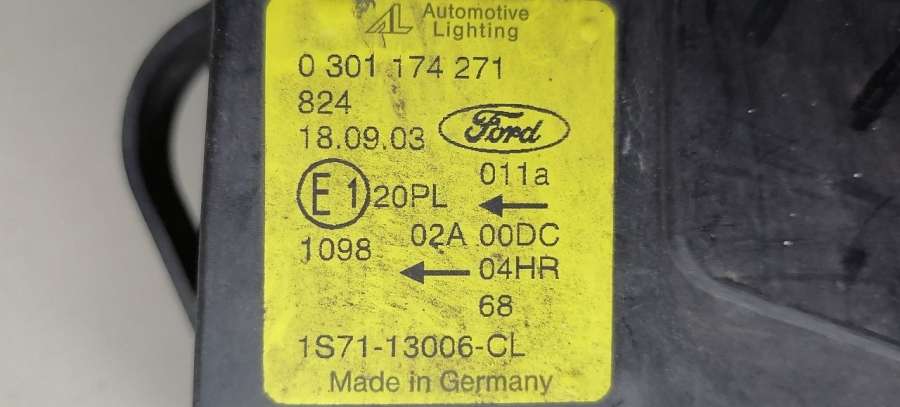 AL Automotive
Lighting
0 301 174 271
824
18.09.03 Ford
011a
E1 20PL
02A 00DC
1098
04HR
68
1S71-13006-CL
Made in Germany